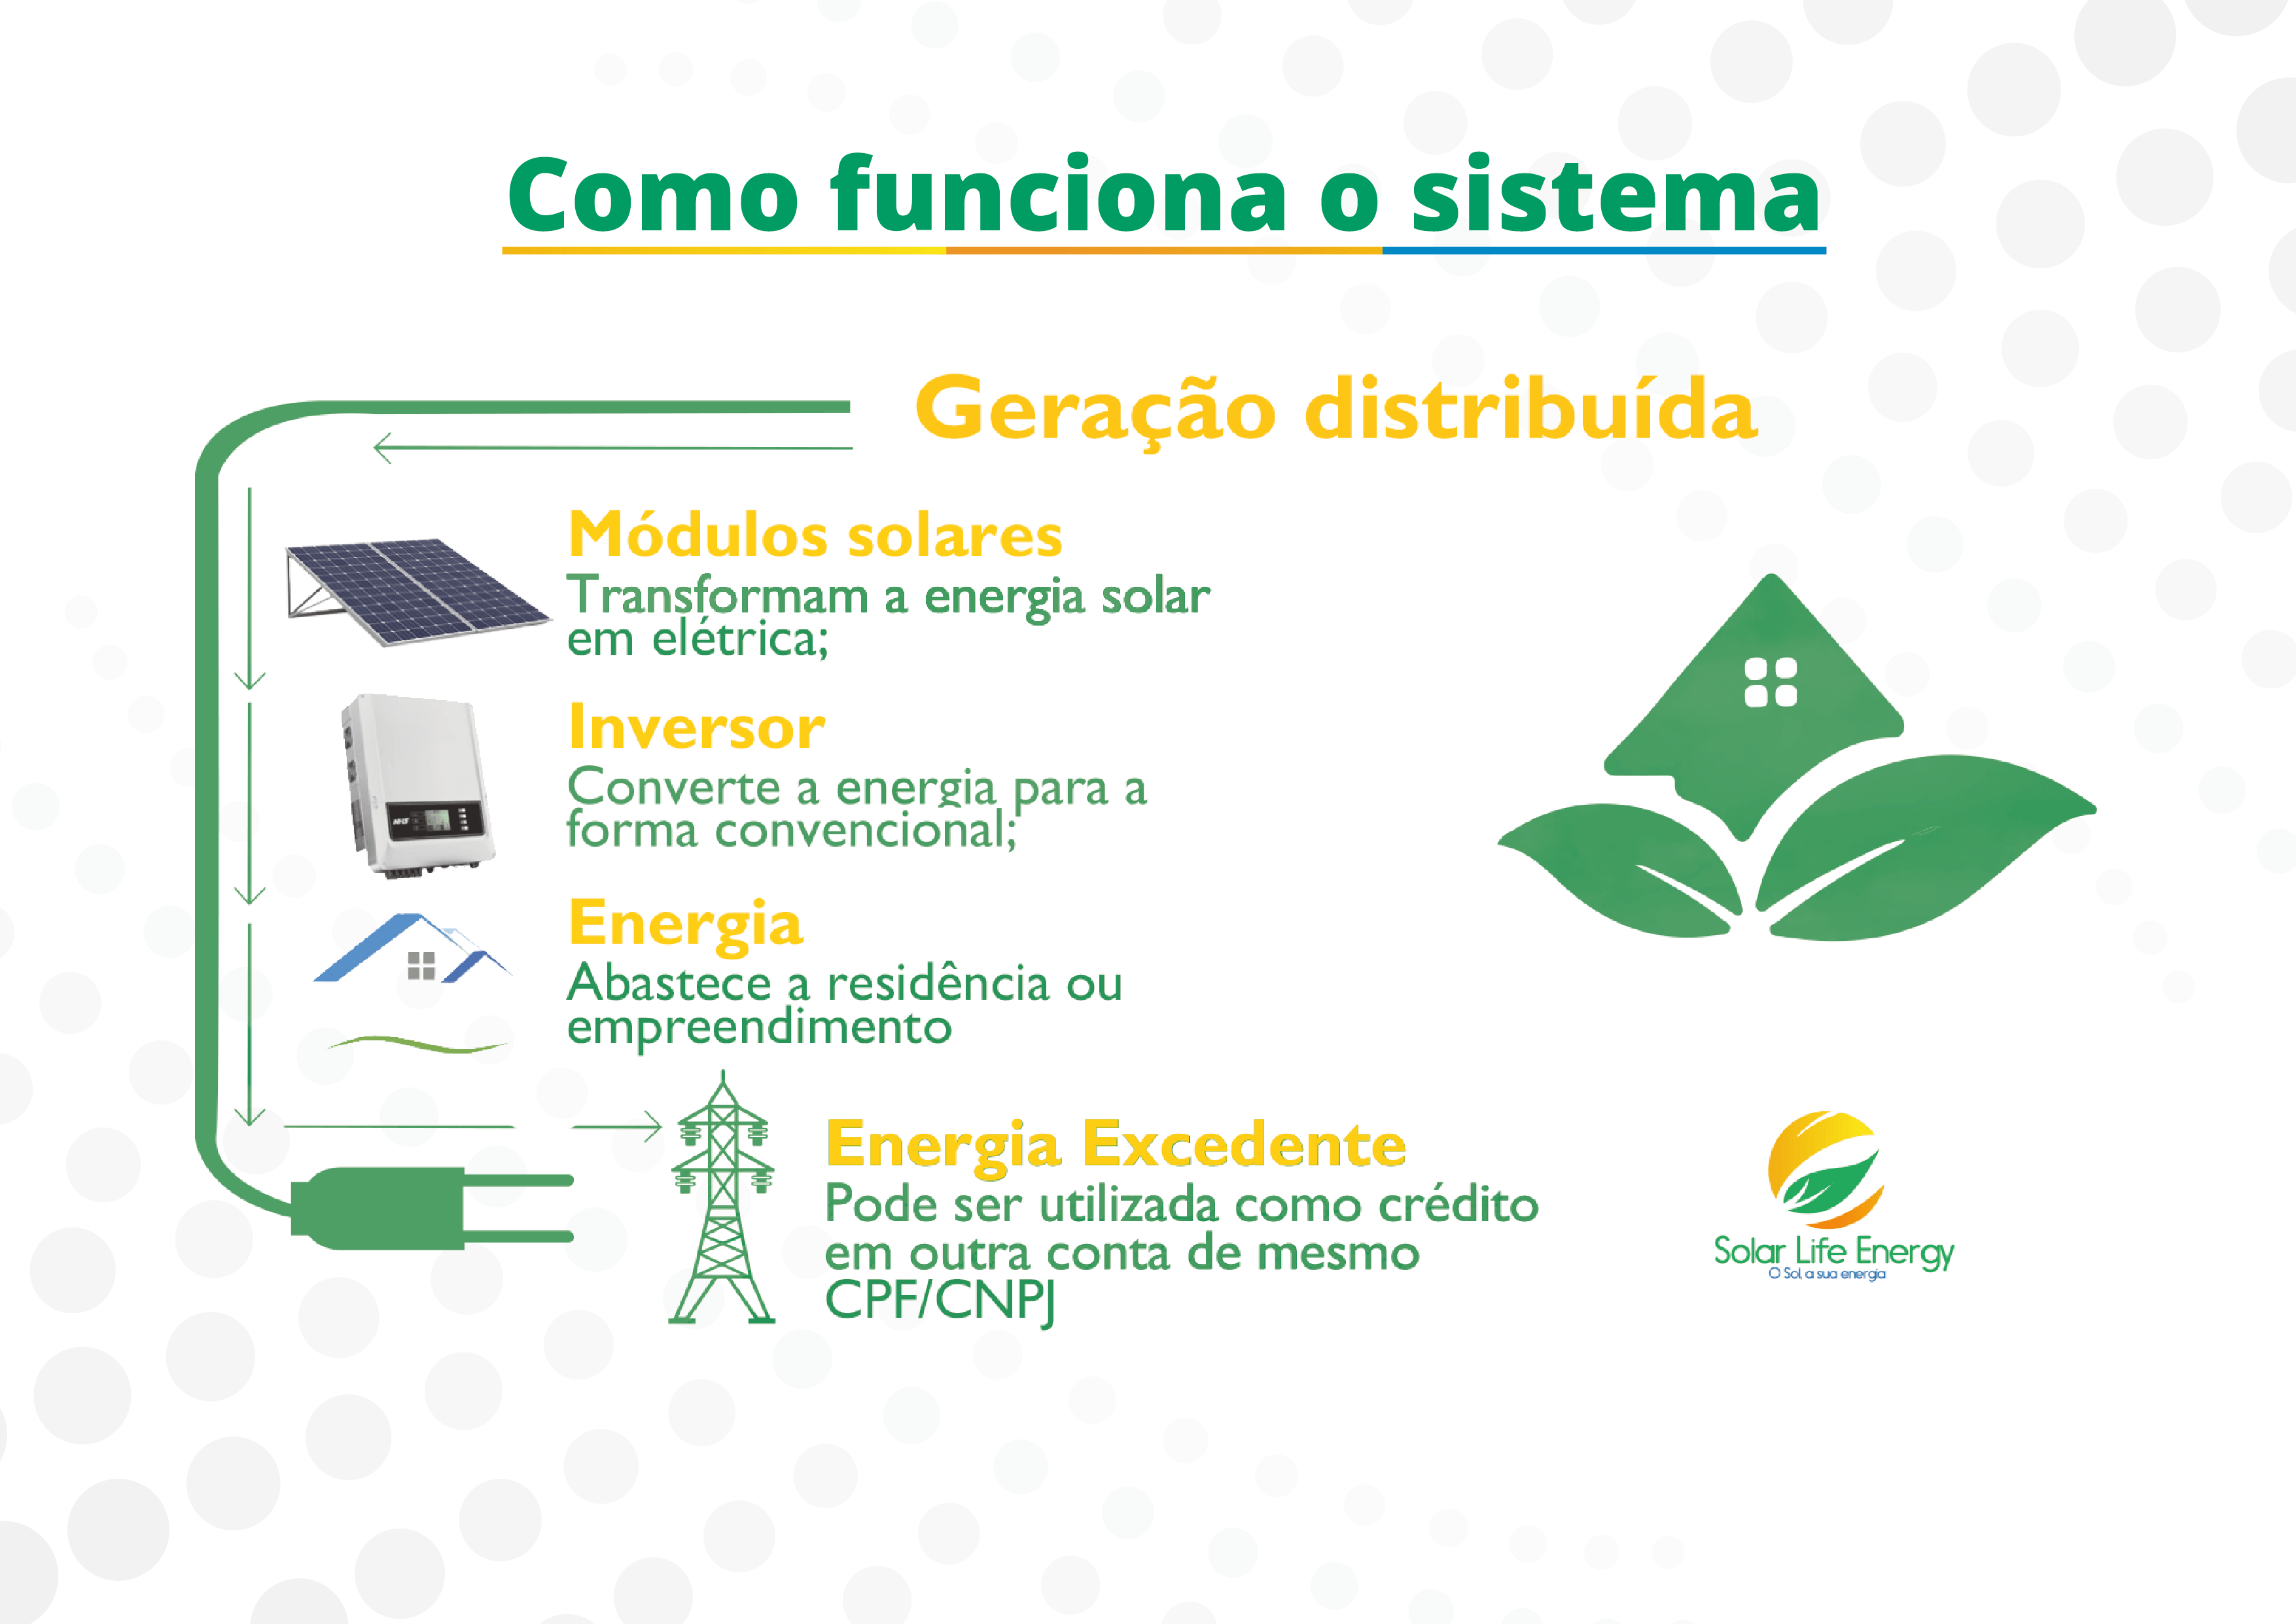 Como funciona o sistema
Geração distribuída
Módulos solares
Transformam a energia solar
em elétrica;
Inversor
Converte a energia para a
forma convencional;
Energia
Abastece a residência ou
empreendimento
Energia Excedente
Pode ser utilizada como crédito
em outra conta de mesmo
CPF/CNPJ
Solar Life Energy
O Sol a sua energia